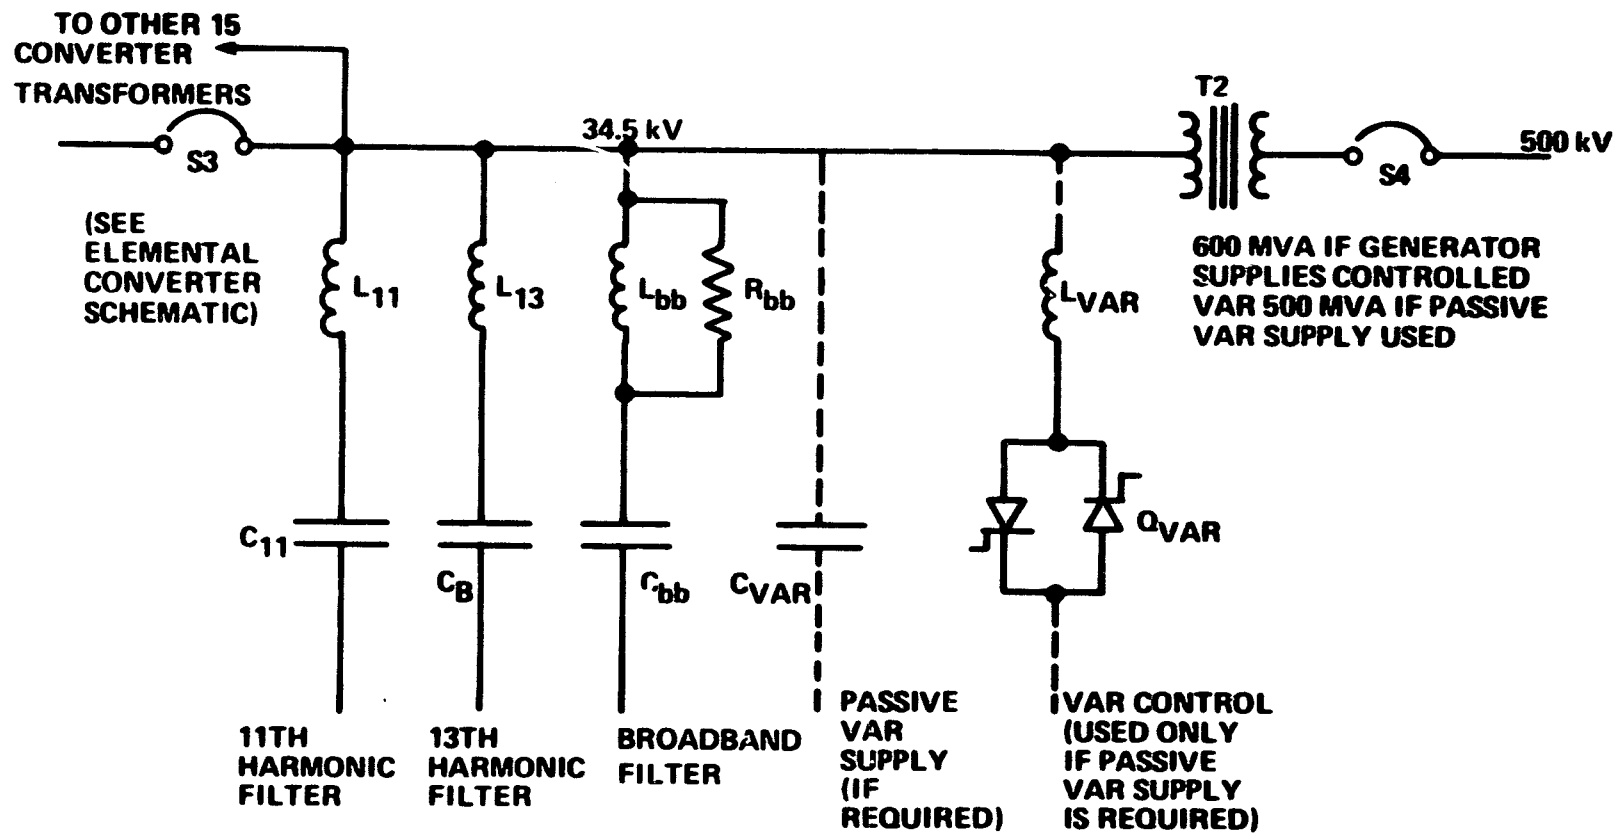 TO OTHER 15
CONVERTER
TRANSFORMERS
S3
(SEE
ELEMENTAL
CONVERTER
SCHEMATIC)
34.5 kV
T2
500 kV
S4
600 MVA IF GENERATOR
SUPPLIES CONTROLLED
VAR 500 MVA IF PASSIVE
VAR SUPPLY USED
L11
L13
Lbb
Rbb
LVAR
C11
CB
Cbb
CVAR
QVAR
11TH
HARMONIC
FILTER
13TH
HARMONIC
FILTER
BROADBAND
FILTER
PASSIVE
VAR
SUPPLY
(IF
REQUIRED)
VAR CONTROL
(USED ONLY
IF PASSIVE
VAR SUPPLY
IS REQUIRED)